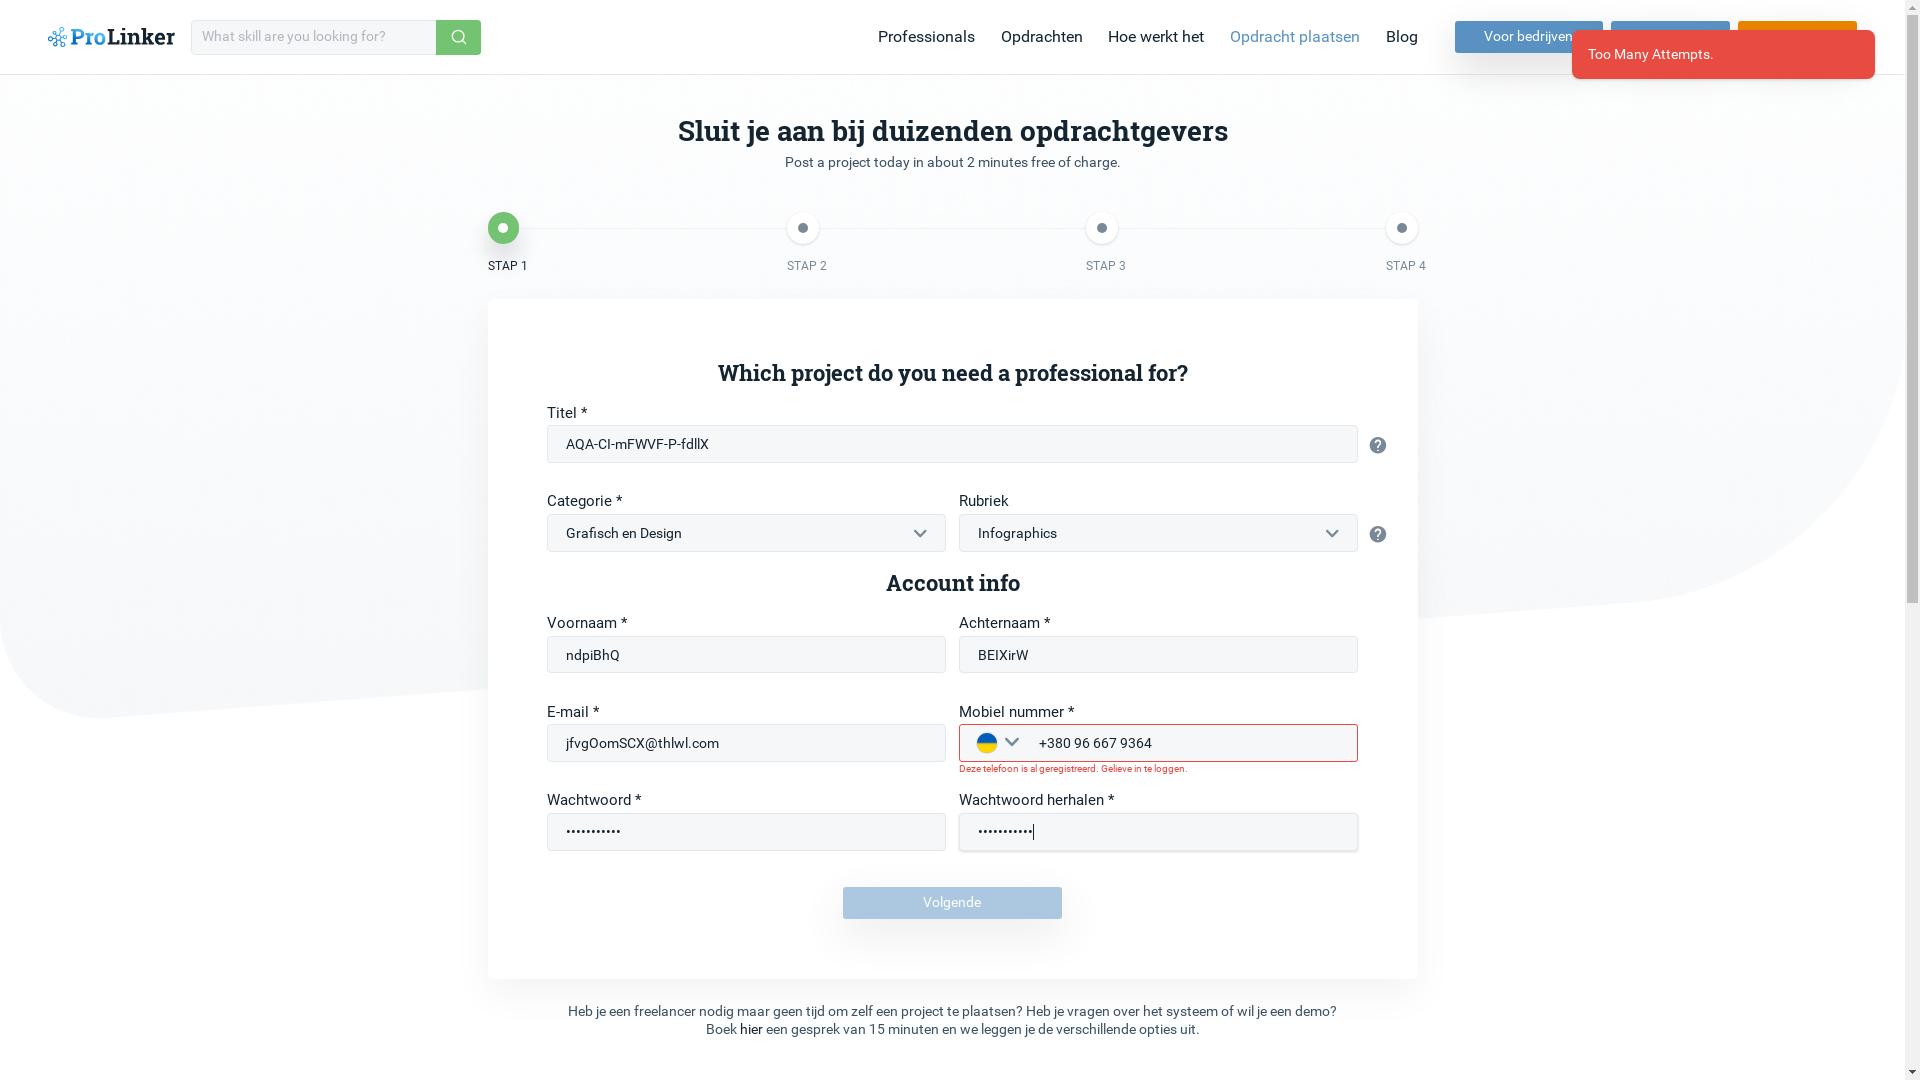 ProLinker
What skill are you looking for?
Professionals
Opdrachten
Hoe werkt het
Opdracht plaatsen
Blog
Voor bedrijven
Too Many Attempts.
Sluit je aan bij duizenden opdrachtgevers
Post a project today in about 2 minutes free of charge.
STAP 1
STAP 2
STAP 3
STAP 4
Which project do you need a professional for?
Titel *
AQA-CI-mFWVF-P-fdllX
Categorie *
Rubriek
Grafisch en Design
Infographics
Account info
Voornaam *
Achternaam *
ndpiBhQ
BEIXirW
E-mail *
Mobiel nummer *
jfvgOomSCX@thlwl.com
+380 96 667 9364
Deze telefoon is al geregistreerd. Gelieve in te loggen.
Wachtwoord *
Wachtwoord herhalen *
•••••••••••
•••••••••••
Volgende
Heb je een freelancer nodig maar geen tijd om zelf een project te plaatsen? Heb je vragen over het systeem of wil je een demo?
Boek hier een gesprek van 15 minuten en we leggen je de verschillende opties uit.